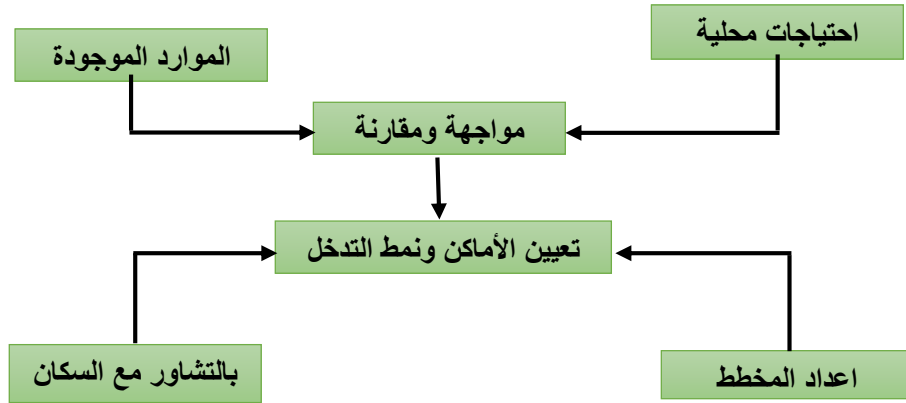 احتياجات محلية
الموارد الموجودة
مواجهة ومقارنة
تعيين الأماكن ونمط التدخل
اعداد المخطط
بالتشاور مع السكان